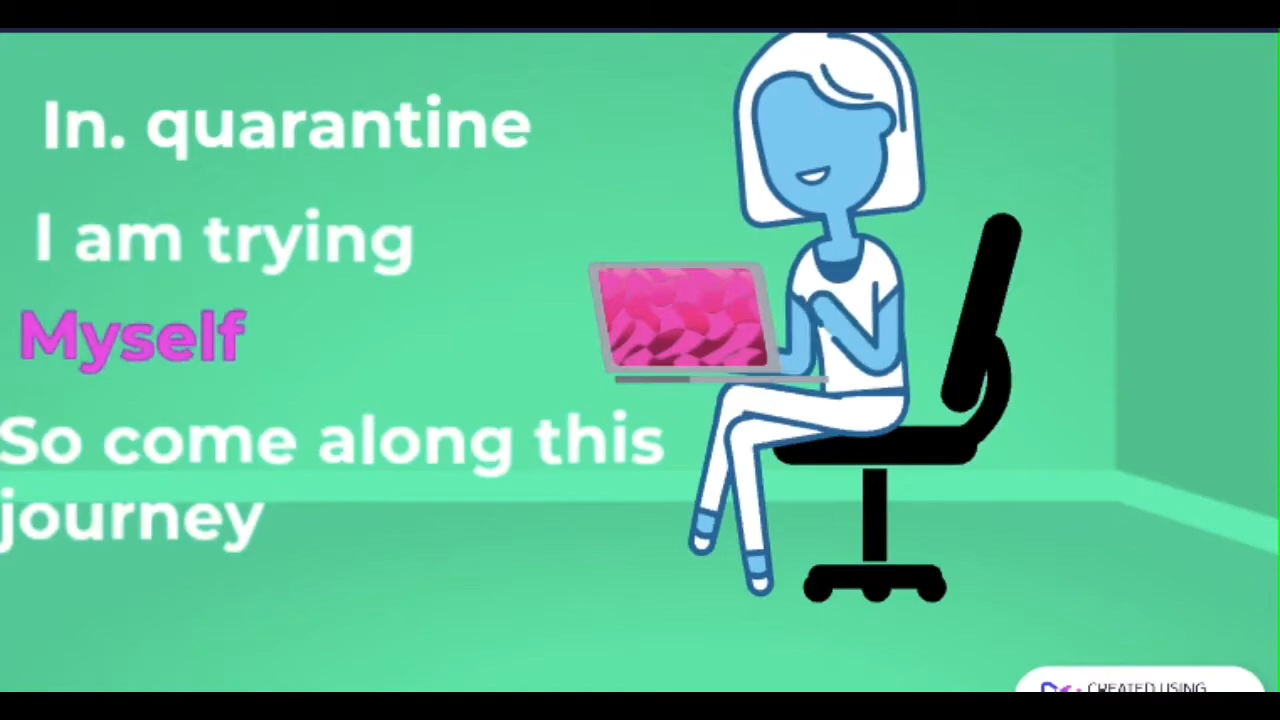 In. quarantine
I am trying
Myself
So come along this
journey
CREATED USING